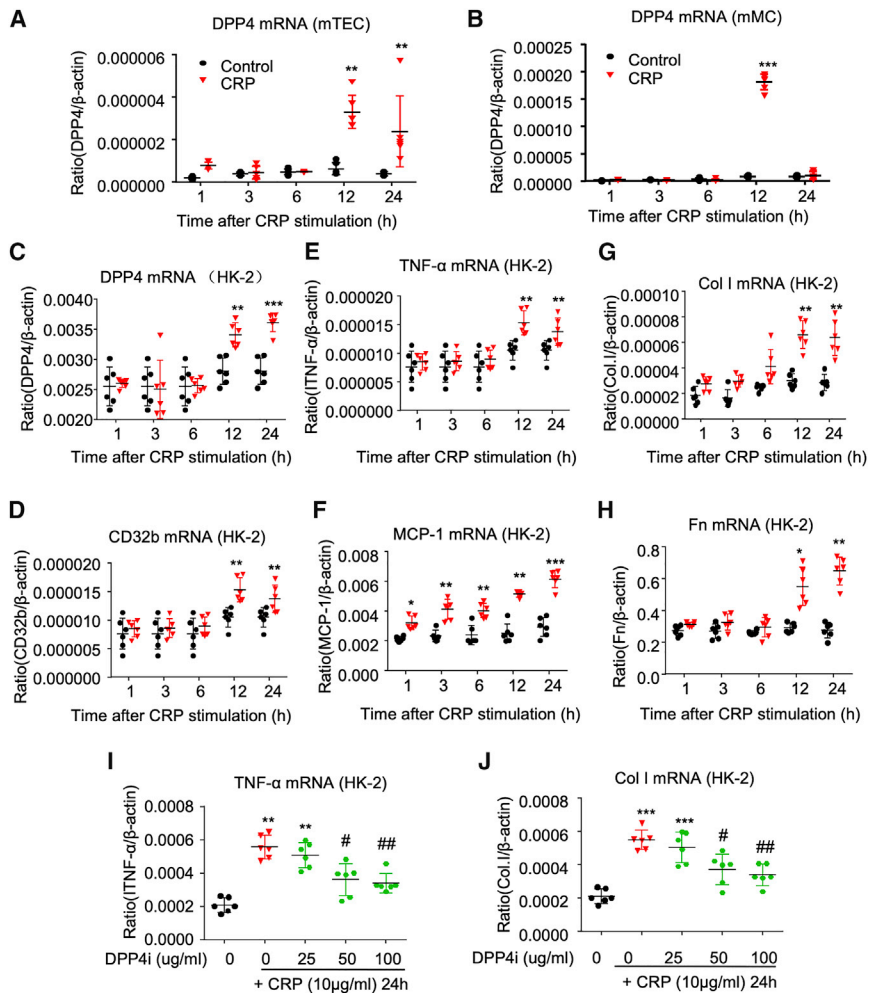 A
DPP4 mRNA (mTEC)
Ratio(DPP4/β-actin)
0.000006
0.000004
0.000002
0.000000
Control
CRP
**
**
1 3 6 12 24
Time after CRP stimulation (h)
B
DPP4 mRNA (mMC)
Ratio(DPP4/β-actin)
0.00025
0.00020
0.00015
0.00010
0.00005
0.00000
Control
CRP
***
1 3 6 12 24
Time after CRP stimulation (h)
C
DPP4 mRNA （HK-2）
Ratio(DPP4/β-actin)
0.0040
0.0035
0.0030
0.0025
0.0020
** ***
1 3 6 12 24
Time after CRP stimulation (h)
E
TNF-α mRNA (HK-2)
Ratio(lTNF-α/β-actin)
0.000020
0.000015
0.000010
0.000005
0.000000
** **
1 3 6 12 24
Time after CRP stimulation (h)
G
Col I mRNA (HK-2)
Ratio(Col.I/β-actin)
0.00010
0.00008
0.00006
0.00004
0.00002
0.00000
** **
1 3 6 12 24
Time after CRP stimulation (h)
D
CD32b mRNA (HK-2)
Ratio(CD32b/β-actin)
0.000020
0.000015
0.000010
0.000005
0.000000
** **
1 3 6 12 24
Time after CRP stimulation (h)
F
MCP-1 mRNA (HK-2)
Ratio(MCP-1/β-actin)
0.008
0.006
0.004
0.002
0.000
* ** ** ** ***
1 3 6 12 24
Time after CRP stimulation (h)
H
Fn mRNA (HK-2)
Ratio(Fn/β-actin)
0.8
0.6
0.4
0.2
0.0
* **
1 3 6 12 24
Time after CRP stimulation (h)
I
TNF-α mRNA (HK-2)
Ratio(lTNF-α/β-actin)
0.0008
0.0006
0.0004
0.0002
0.0000
** ** # ##
DPP4i (ug/ml) 0 0 25 50 100
+ CRP (10μg/ml) 24h
J
Col I mRNA (HK-2)
Ratio(Col.I/β-actin)
0.0008
0.0006
0.0004
0.0002
0.0000
*** *** # ##
DPP4i (ug/ml) 0 0 25 50 100
+ CRP (10μg/ml) 24h